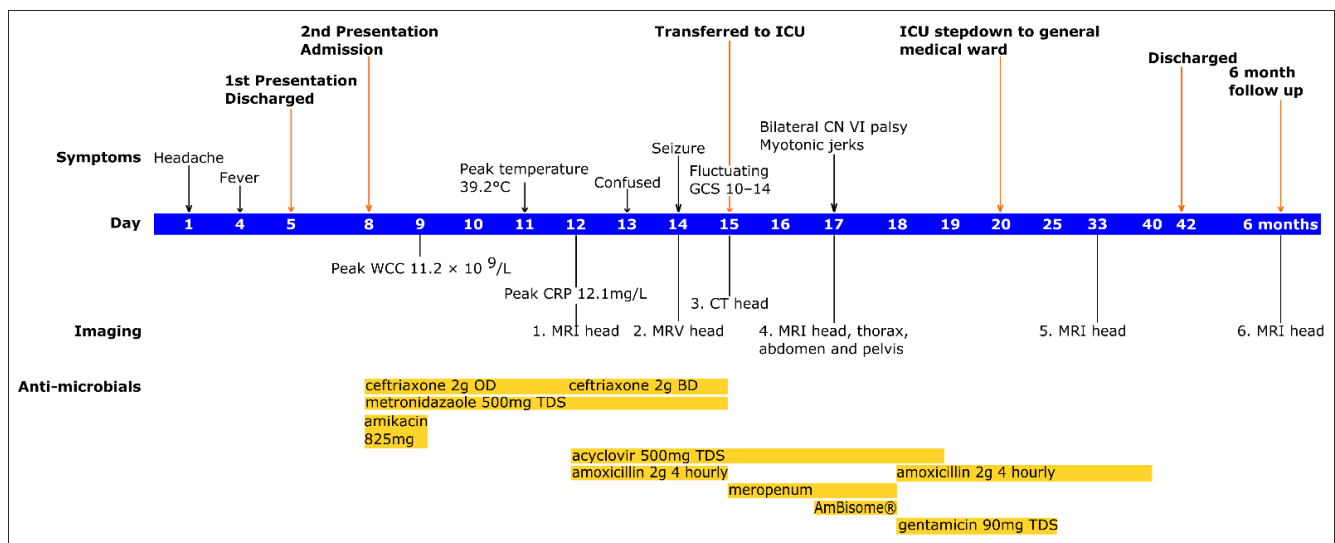 2nd Presentation
Admission
Transferred to ICU
ICU stepdown to general
medical ward
Discharged
6 month
follow up
1st Presentation
Discharged
Symptoms
Headache
Fever
Peak temperature
39.2°C
Confused
Seizure
Fluctuating
GCS 10–14
Bilateral CN VI palsy
Myotonic jerks
Day
1 4 5 8 9 10 11 12 13 14 15 16 17 18 19 20 25 33 40 42 6 months
Peak WCC 11.2 × 10 9/L
Peak CRP 12.1mg/L
Imaging
1. MRI head
2. MRV head
3. CT head
4. MRI head, thorax,
abdomen and pelvis
5. MRI head
6. MRI head
Anti-microbials
ceftriaxone 2g OD
ceftriaxone 2g BD
metronidazaole 500mg TDS
amikacin
825mg
acyclovir 500mg TDS
amoxicillin 2g 4 hourly
amoxicillin 2g 4 hourly
meropenum
AmBisome®
gentamicin 90mg TDS